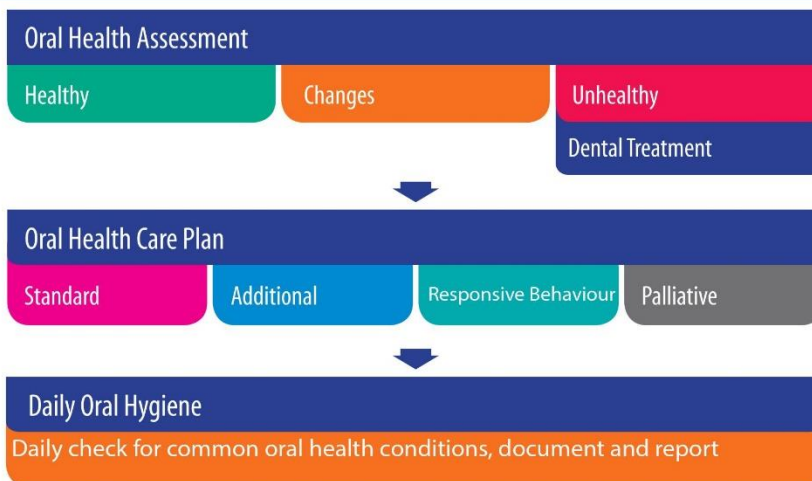 Oral Health Assessment
Healthy
Changes
Unhealthy
Dental Treatment
Oral Health Care Plan
Standard
Additional
Responsive Behaviour
Palliative
Daily Oral Hygiene
Daily check for common oral health conditions, document and report